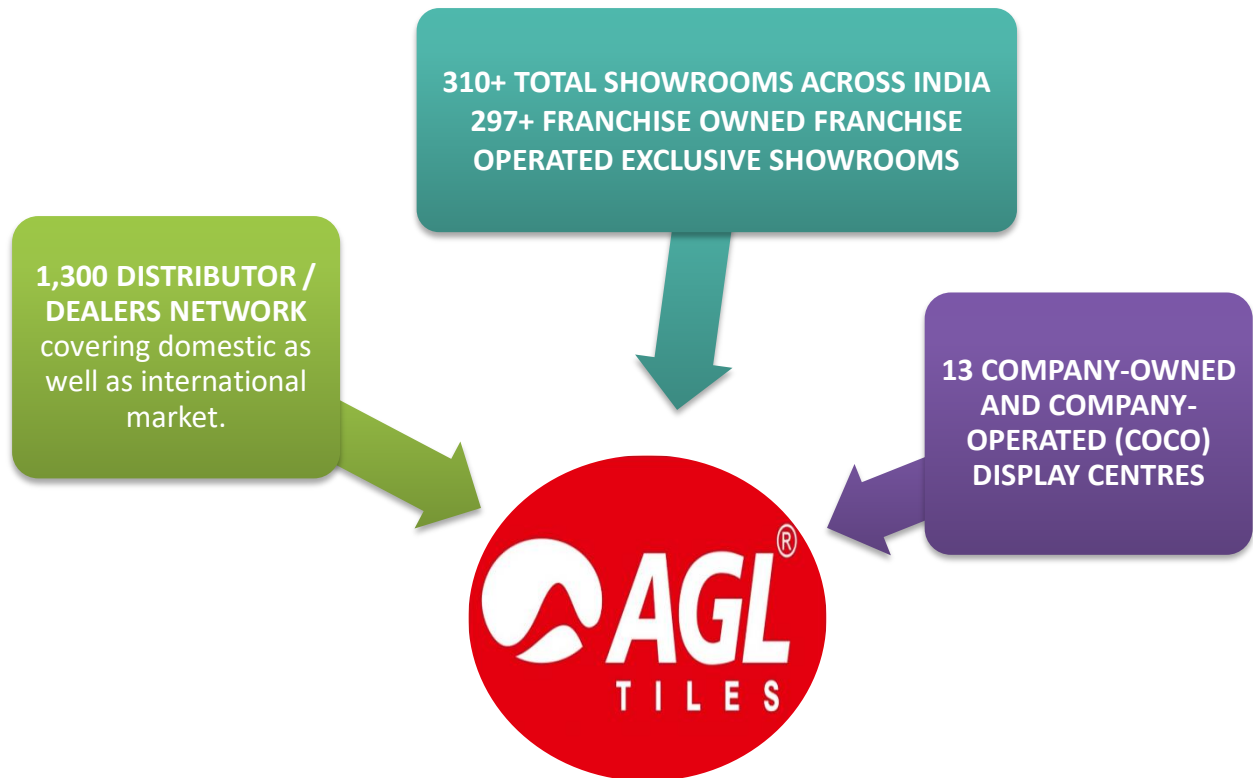 310+ TOTAL SHOWROOMS ACROSS INDIA
297+ FRANCHISE OWNED FRANCHISE
OPERATED EXCLUSIVE SHOWROOMS
1,300 DISTRIBUTOR /
DEALERS NETWORK
covering domestic as
well as international
market.
13 COMPANY-OWNED
AND COMPANY-
OPERATED (COCO)
DISPLAY CENTRES
AGL®
TILES